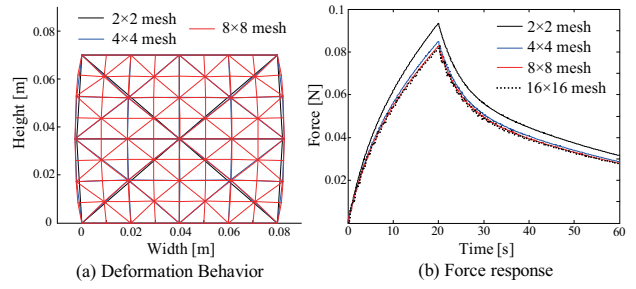 2×2 mesh
4×4 mesh
8×8 mesh
Height [m]
0.08
0.06
0.04
0.02
0
0 0.02 0.04 0.06 0.08
Width [m]
(a) Deformation Behavior
2×2 mesh
4×4 mesh
8×8 mesh
16×16 mesh
Force [N]
0.1
0.08
0.06
0.04
0.02
0 10 20 30 40 50 60
Time [s]
(b) Force response